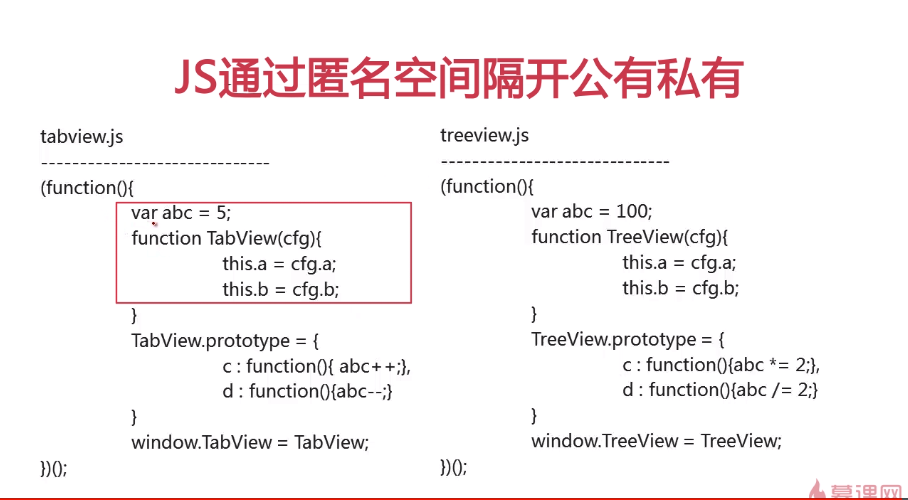 JS通过匿名空间隔开公有私有
tabview.js
------------------------------
(function(){
var abc = 5;
function TabView(cfg){
this.a = cfg.a;
this.b = cfg.b;
}
TabView.prototype = {
c : function(){ abc++;},
d : function(){abc--;}
}
window.TabView = TabView;
})();
treeview.js
------------------------------
(function(){
var abc = 100;
function TreeView(cfg){
this.a = cfg.a;
this.b = cfg.b;
}
TreeView.prototype = {
c : function(){abc *= 2;},
d : function(){abc /= 2;}
}
window.TreeView = TreeView;
})();
慕课网